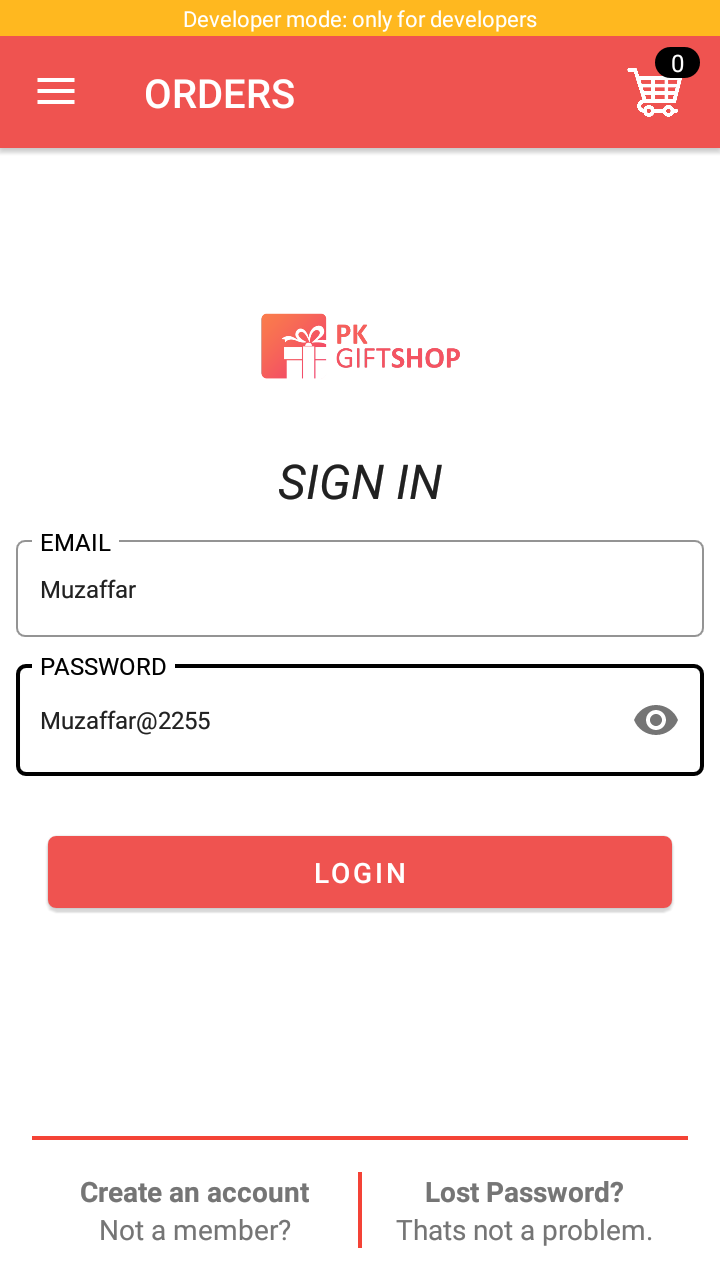 Developer mode: only for developers
ORDERS
0
PK
GIFTSHOP
SIGN IN
EMAIL
Muzaffar
PASSWORD
Muzaffar@2255
LOGIN
Create an account
Not a member?
Lost Password?
Thats not a problem.